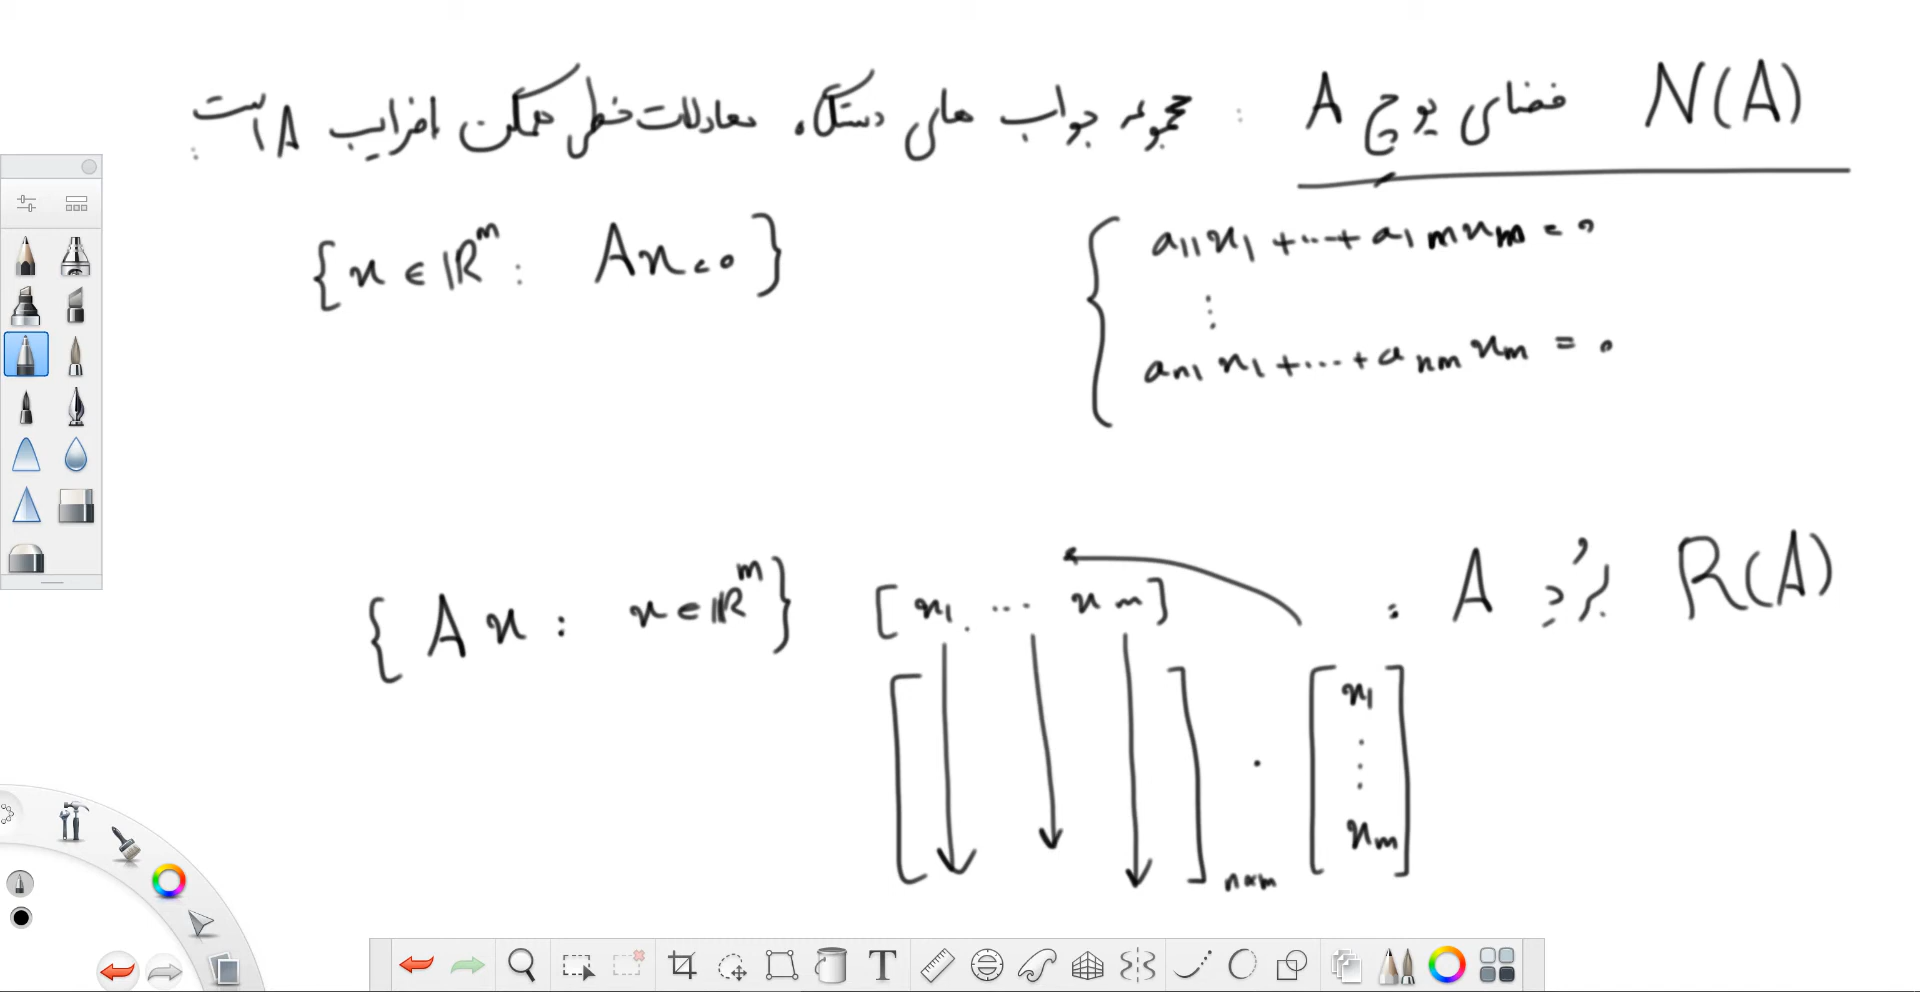 N(A) فضای پوچ A : مجموعه جواب های دستگاه معادلات خطی همگن با ضرایب A است :
{x ∈ ℝ^m : Ax = 0}
a₁₁x₁ + ... + a₁mxm = 0
⋮
an₁x₁ + ... + anmxm = 0
R(A) برد A :
[x₁ ... xm]
{Ax : x ∈ ℝ^m}
[ ]n×m . [x₁ ⋮ xm]